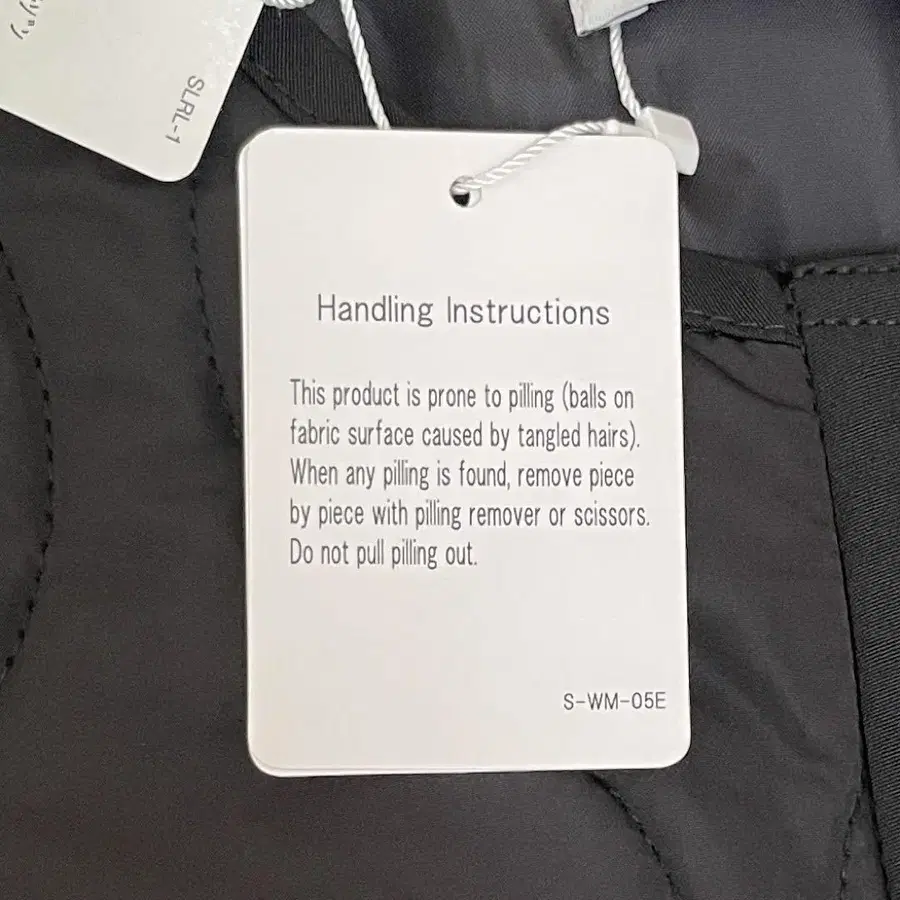 SLRL-1
Handling Instructions
This product is prone to pilling (balls on
fabric surface caused by tangled hairs).
When any pilling is found, remove piece
by piece with pilling remover or scissors.
Do not pull pilling out.
S-WM-05E